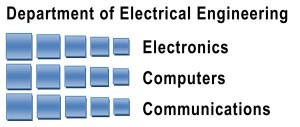 Department of Electrical Engineering
Electronics
Computers
Communications